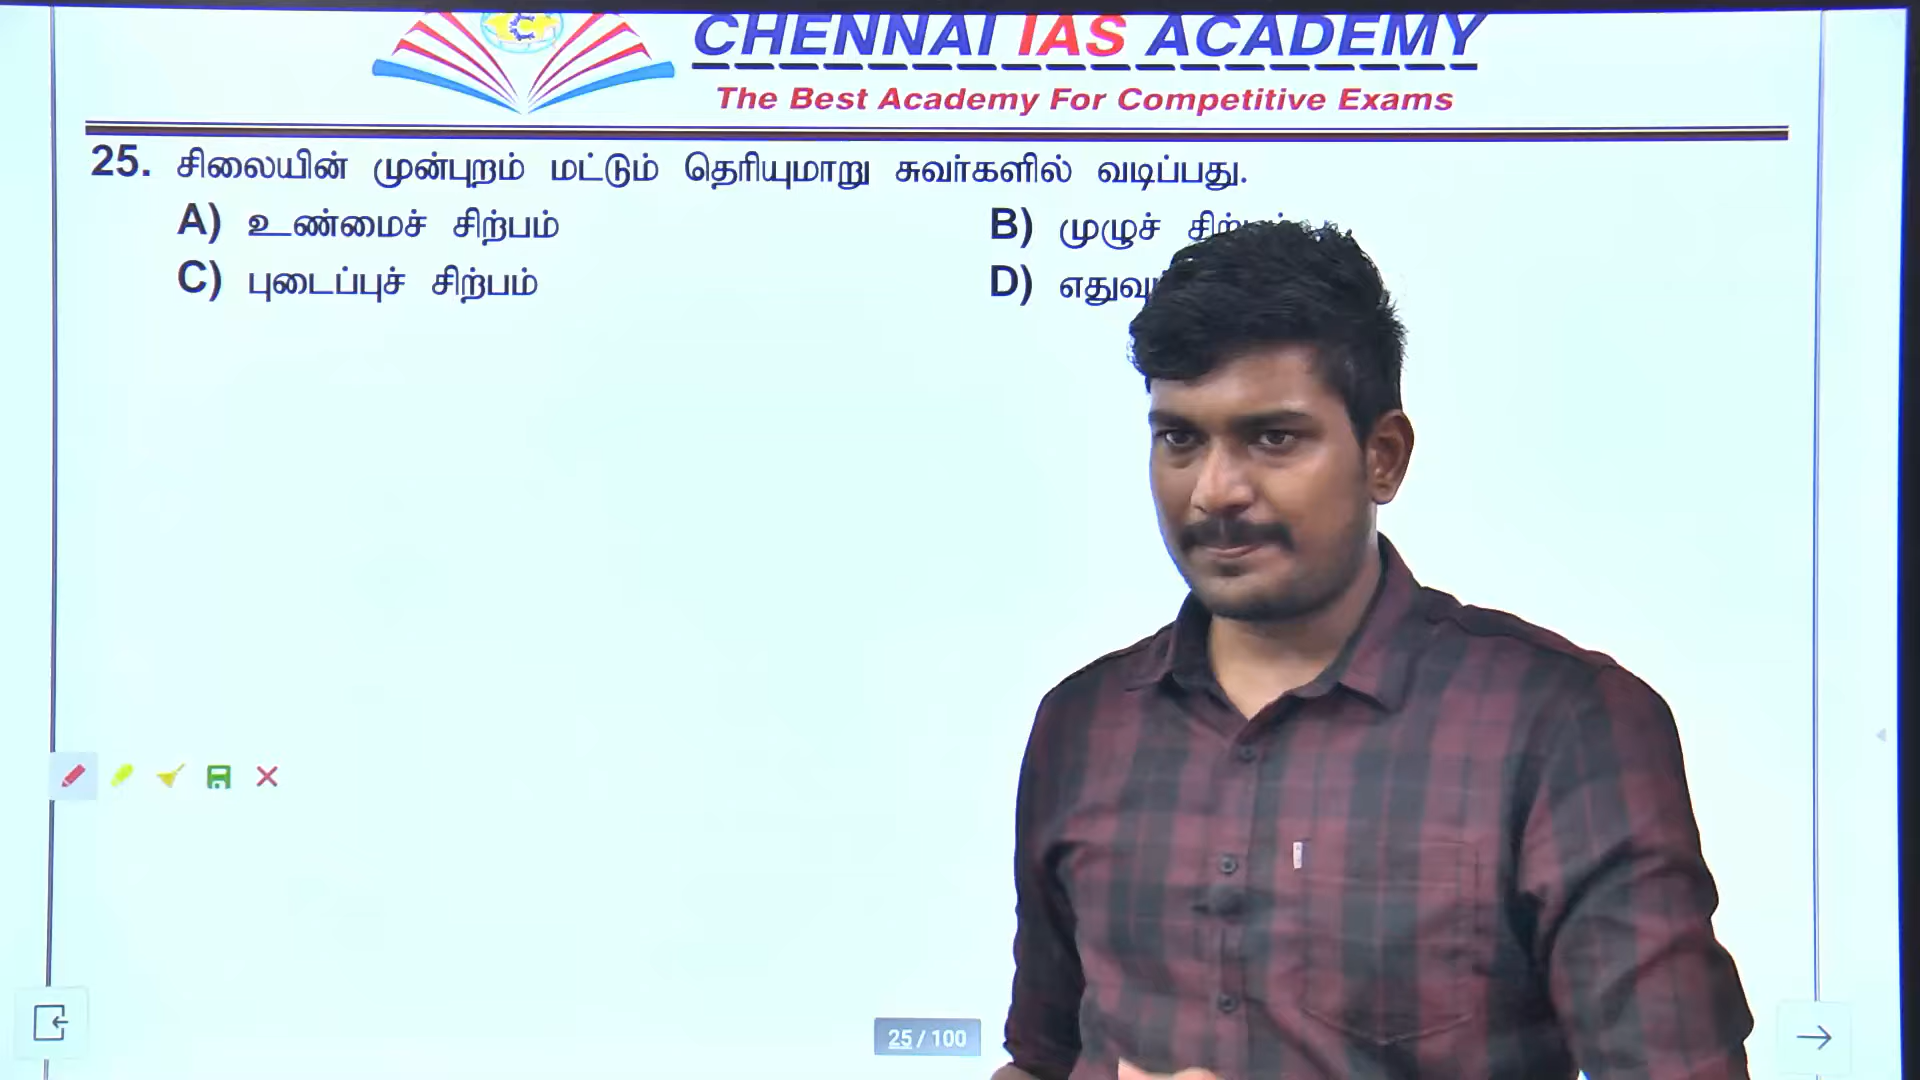 CHENNAI IAS ACADEMY
The Best Academy For Competitive Exams
25. சிலையின் முன்புறம் மட்டும் தெரியுமாறு சுவர்களில் வடிப்பது.
A) உண்மைச் சிற்பம்
B) முழுச்
C) புடைப்புச் சிற்பம்
D)
25 / 100